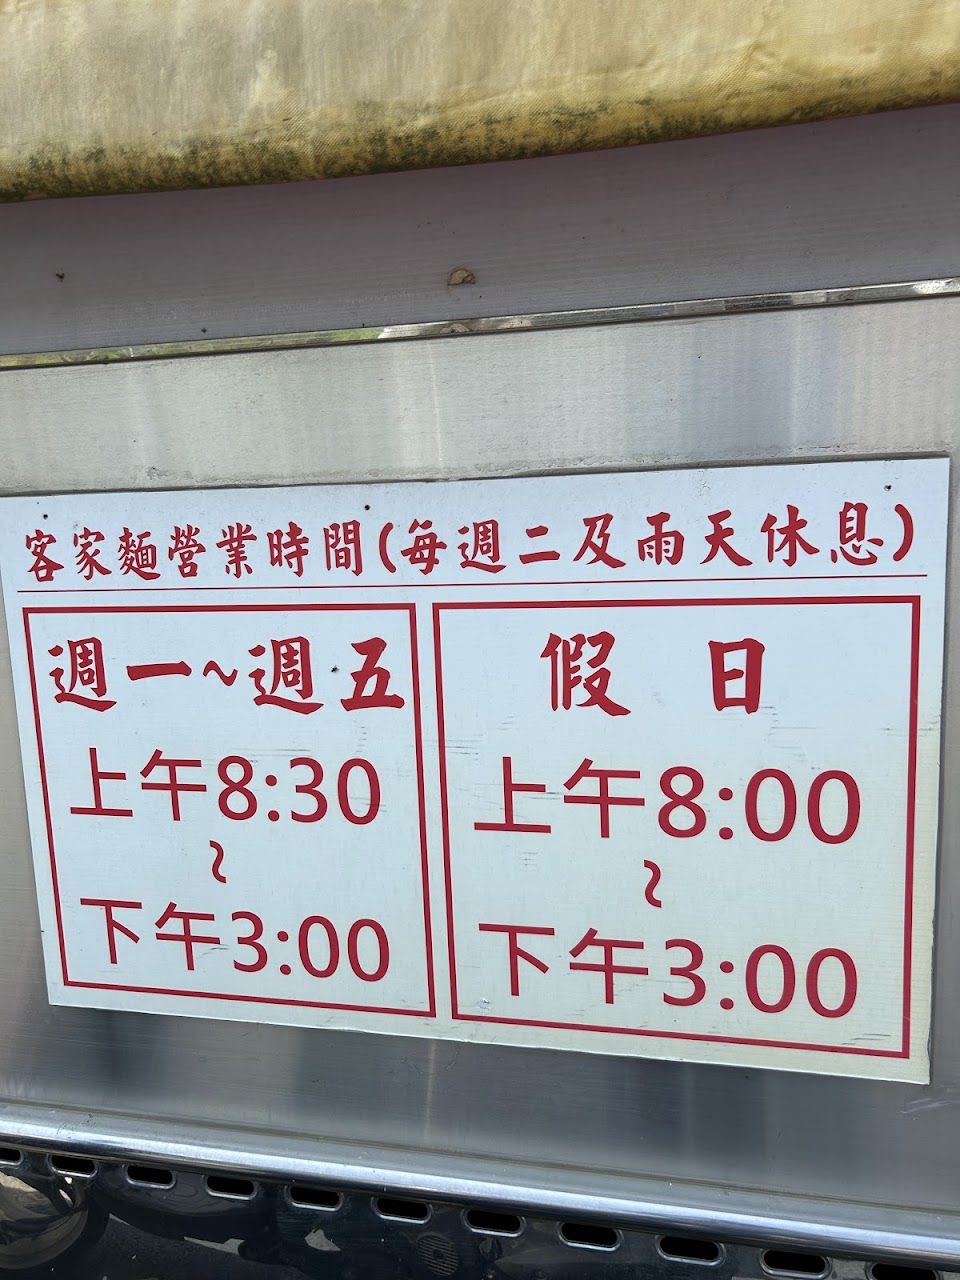 客家麵營業時間(每週二及雨天休息)
週一~週五
上午8:30
~
下午3:00
假日
上午8:00
~
下午3:00